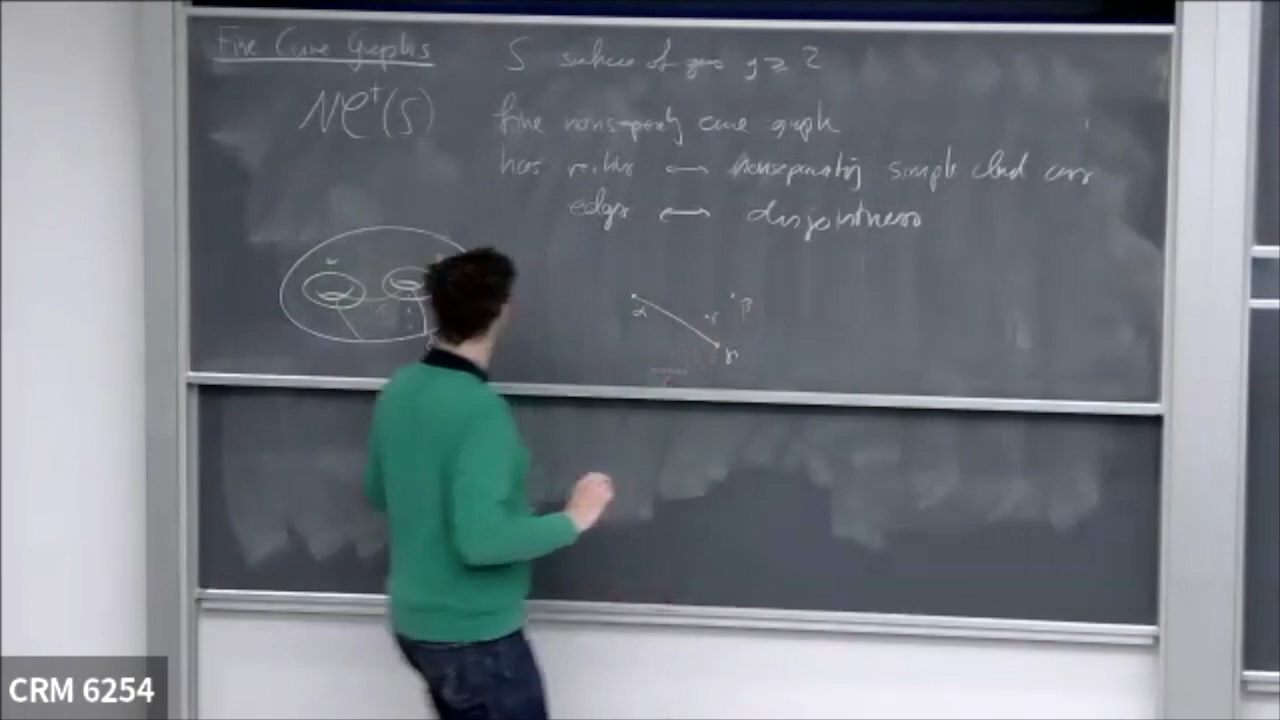 Fine Curve Graphs
S surface of genus g ≥ 2
NC†(S)
fine nonseparating curve graph
has vertices ↔ nonseparating simple closed curves
edges ↔ disjointness
α
β
CRM 6254